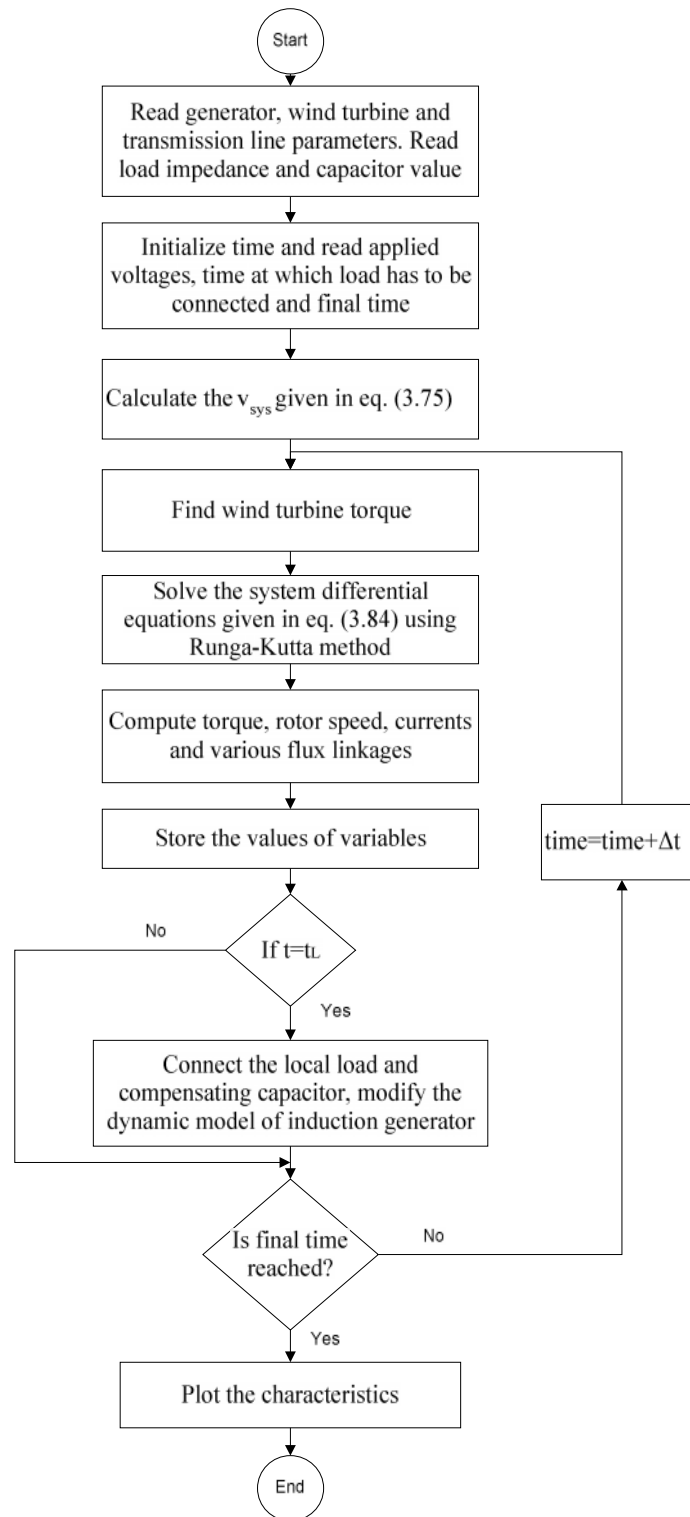 Start
Read generator, wind turbine and
transmission line parameters. Read
load impedance and capacitor value
Initialize time and read applied
voltages, time at which load has to be
connected and final time
Calculate the vsys given in eq. (3.75)
Find wind turbine torque
Solve the system differential
equations given in eq. (3.84) using
Runga-Kutta method
Compute torque, rotor speed, currents
and various flux linkages
Store the values of variables
time=time+Δt
No
If t=tL
Yes
Connect the local load and
compensating capacitor, modify the
dynamic model of induction generator
Is final time
reached?
No
Yes
Plot the characteristics
End